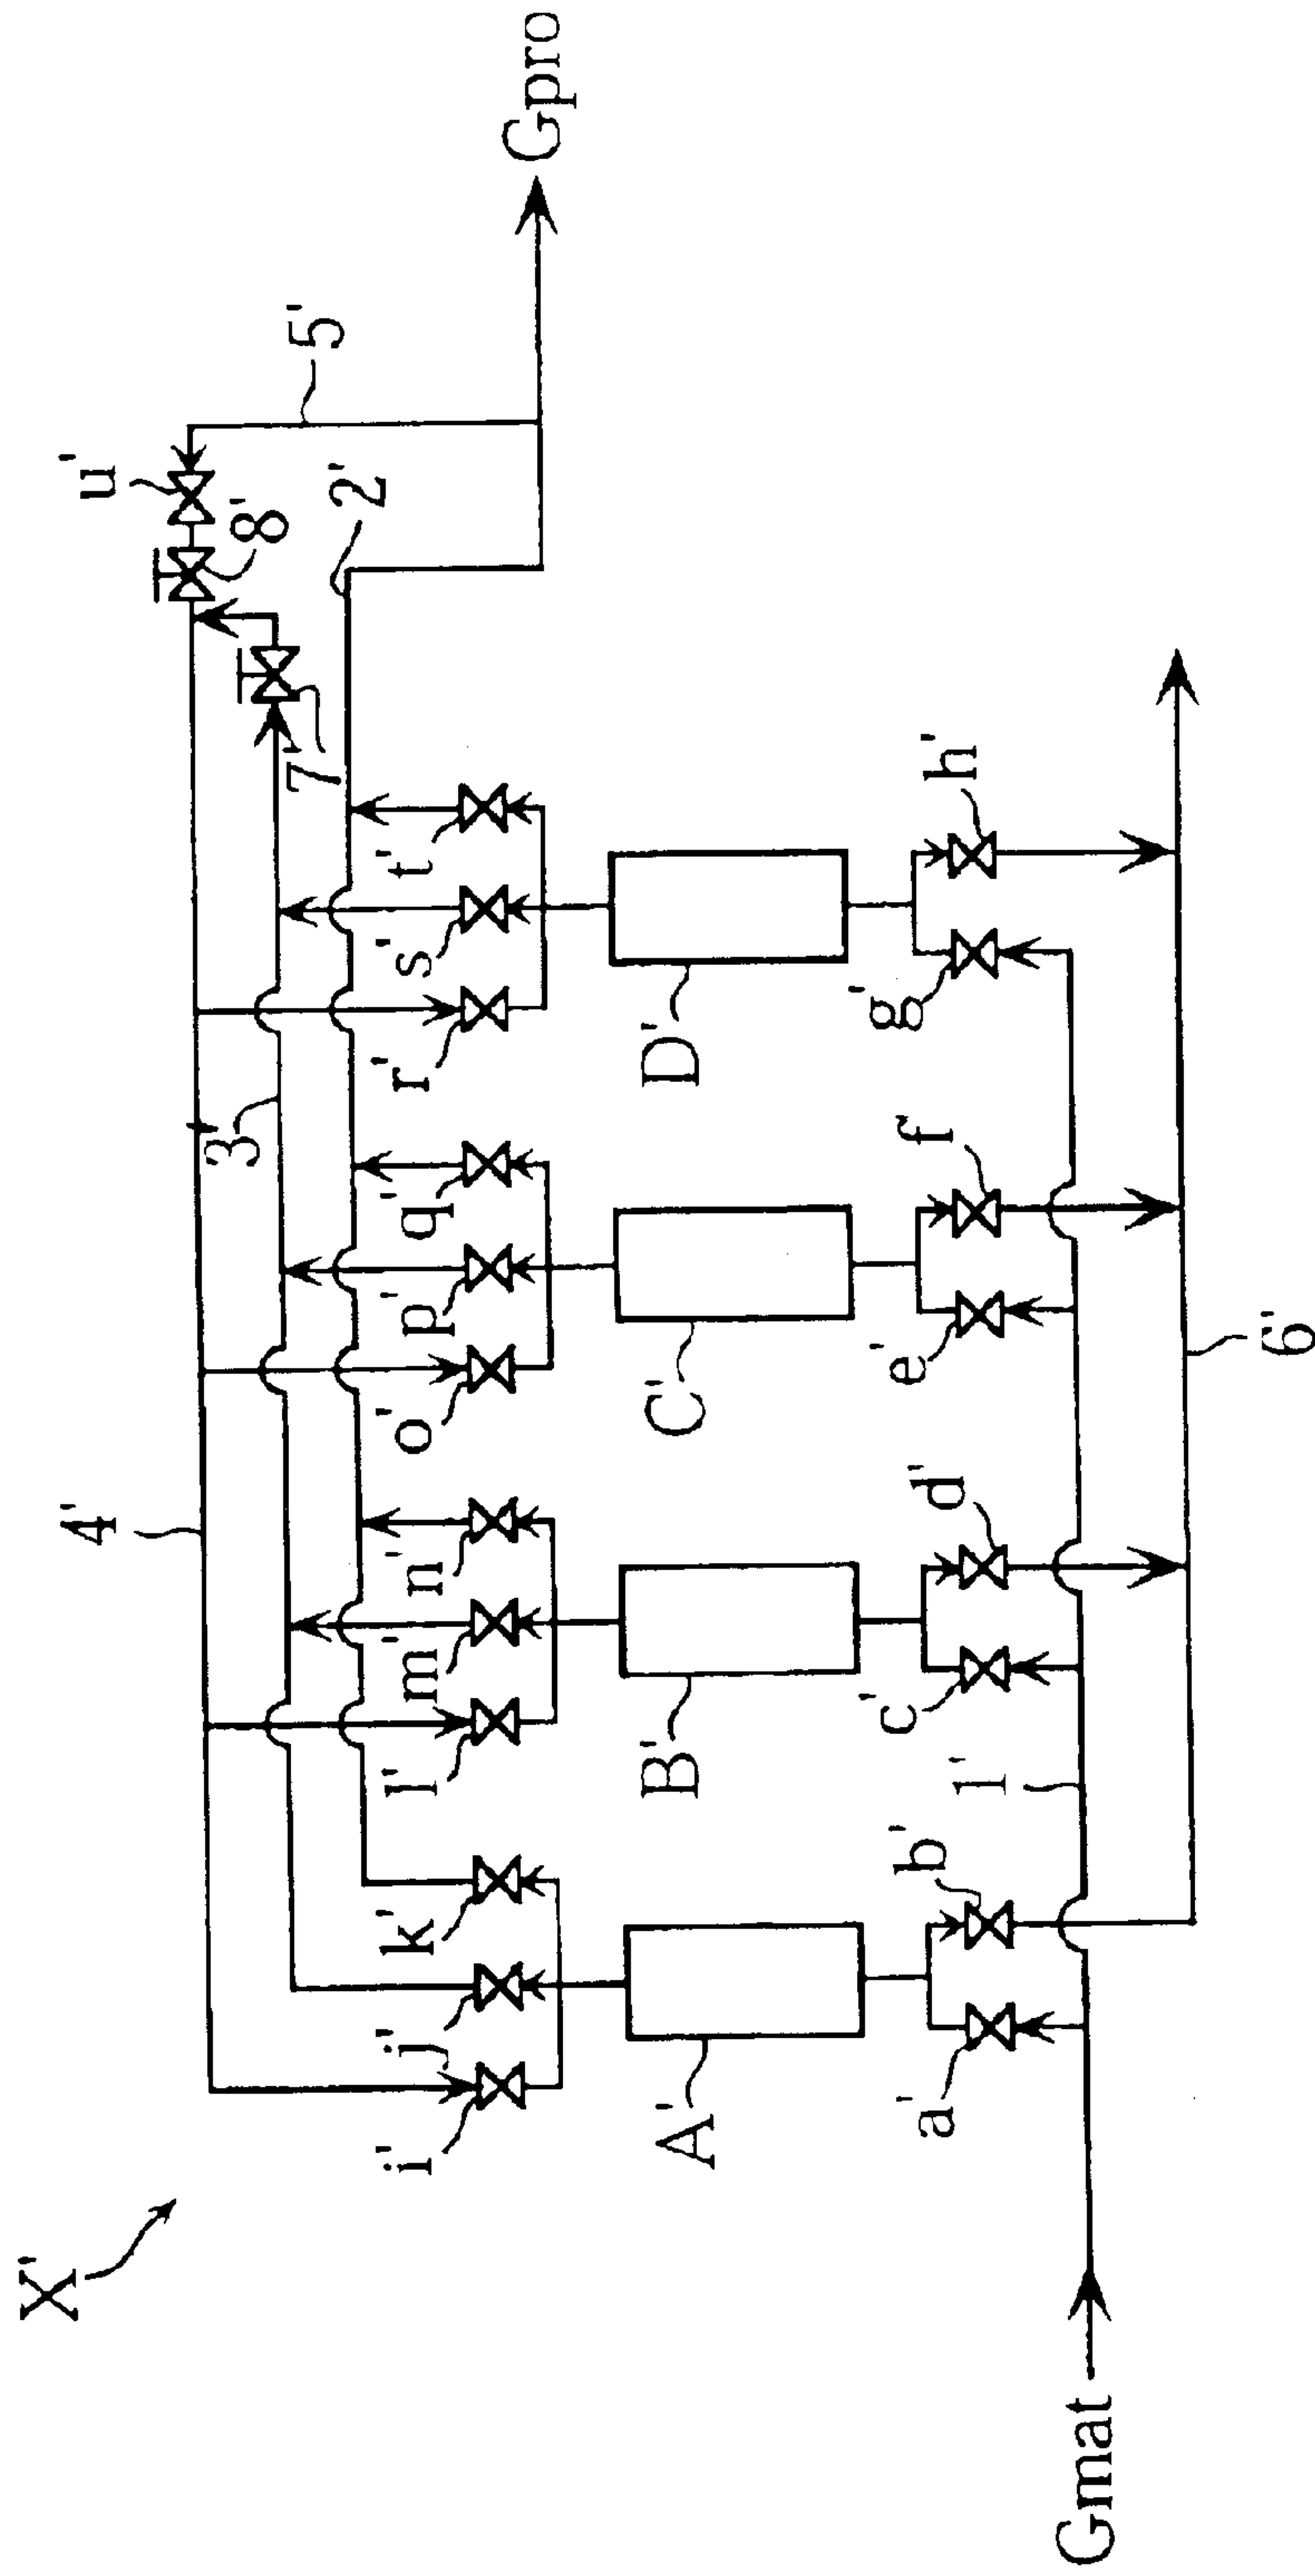 X'
4'
3'
u'
8'
7'
2'
5'
Gpro
i'
j'
k'
l'
m'
n'
o'
p'
q'
r'
s'
t'
A'
B'
C'
D'
a'
b'
c'
d'
e'
f'
g'
h'
1'
6'
Gmat